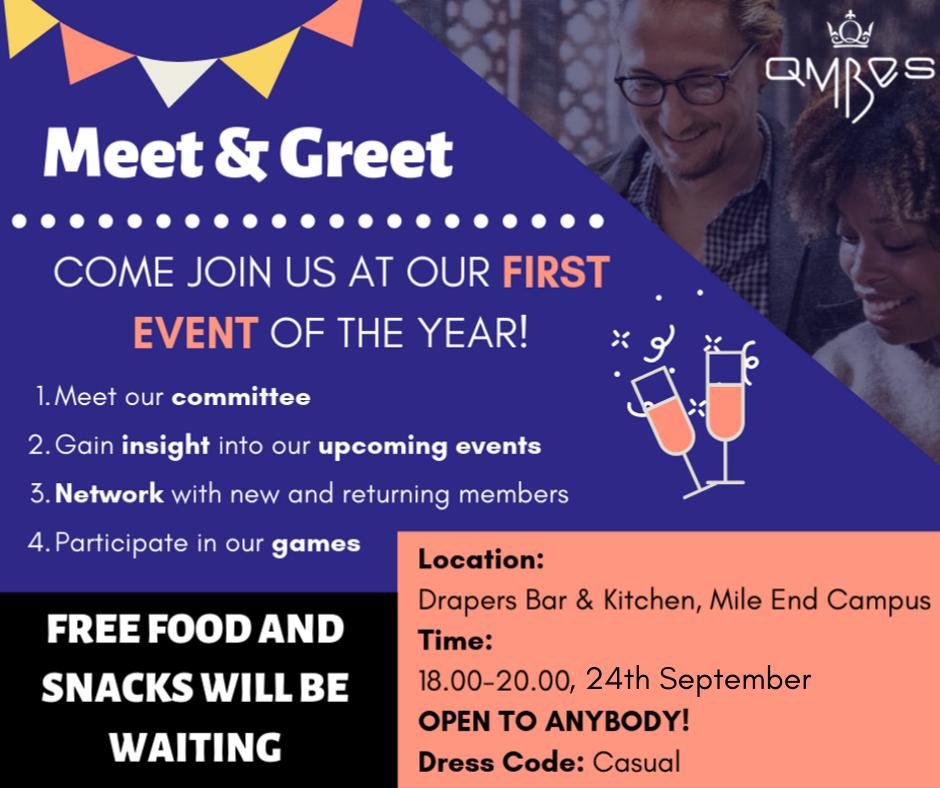 QMBES
Meet & Greet
COME JOIN US AT OUR FIRST
EVENT OF THE YEAR!
1. Meet our committee
2. Gain insight into our upcoming events
3. Network with new and returning members
4. Participate in our games
FREE FOOD AND
SNACKS WILL BE
WAITING
Location:
Drapers Bar & Kitchen, Mile End Campus
Time:
18.00-20.00, 24th September
OPEN TO ANYBODY!
Dress Code: Casual